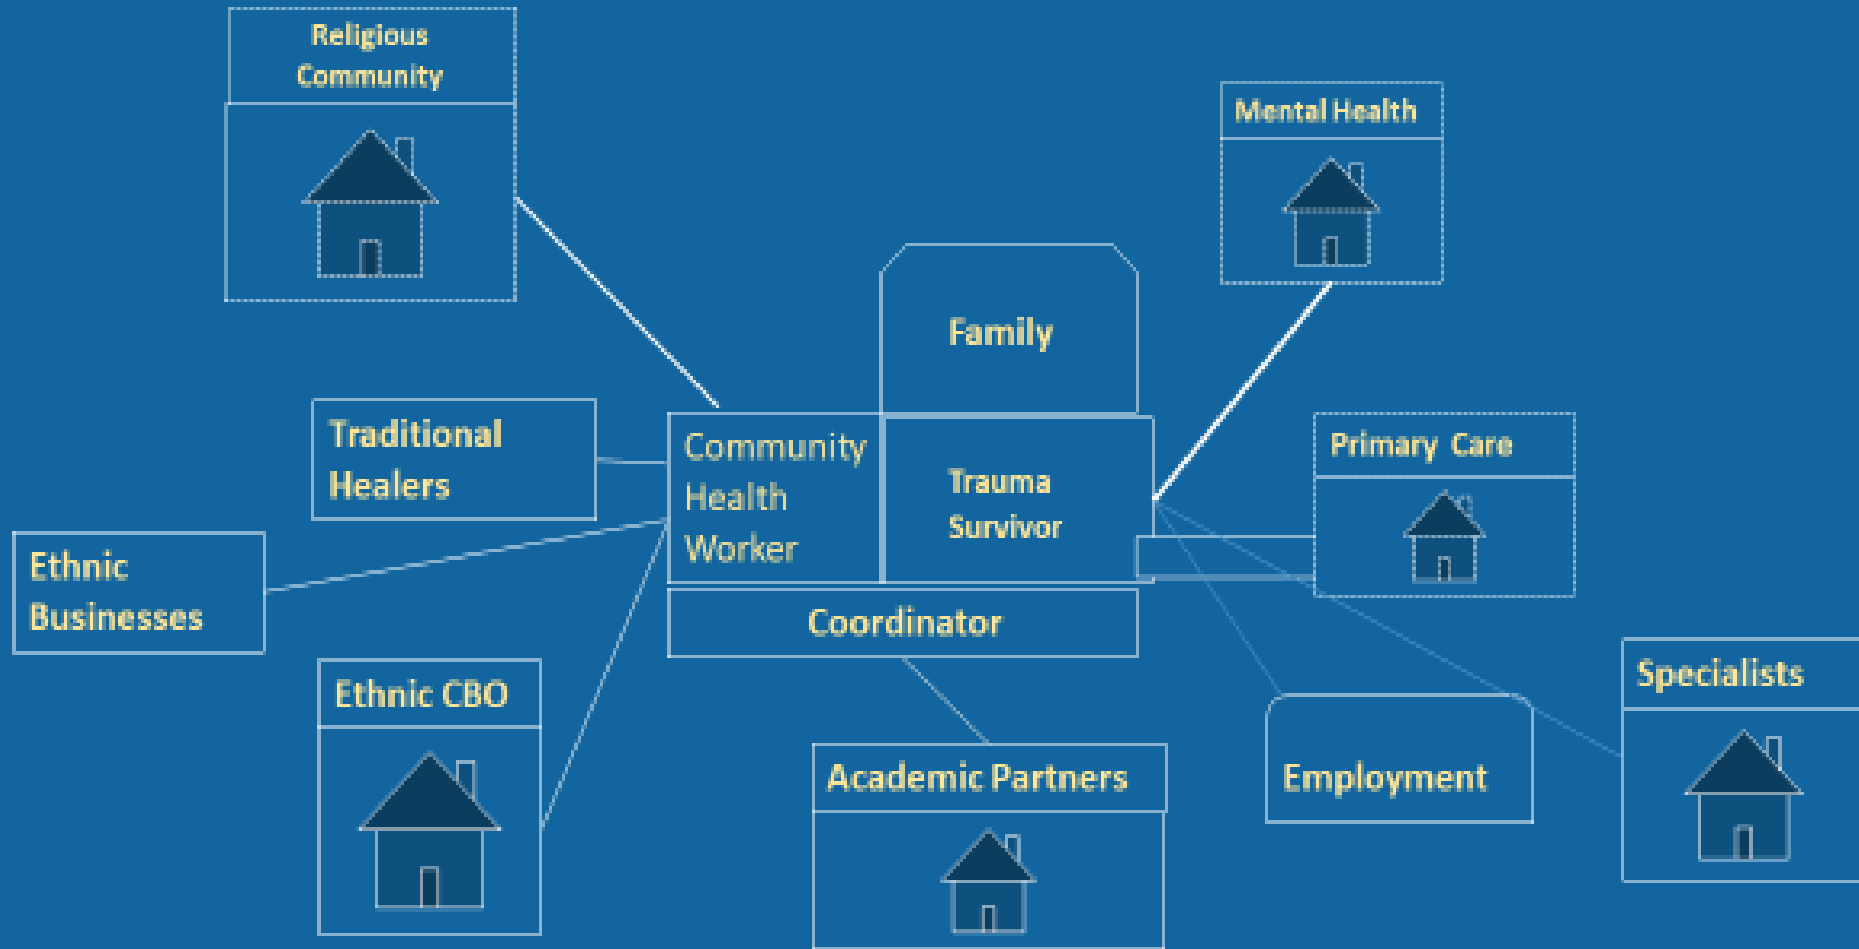 Religious
Community
Mental Health
Family
Traditional
Healers
Community
Health
Worker
Trauma
Survivor
Primary Care
Ethnic
Businesses
Coordinator
Ethnic CBO
Academic Partners
Employment
Specialists